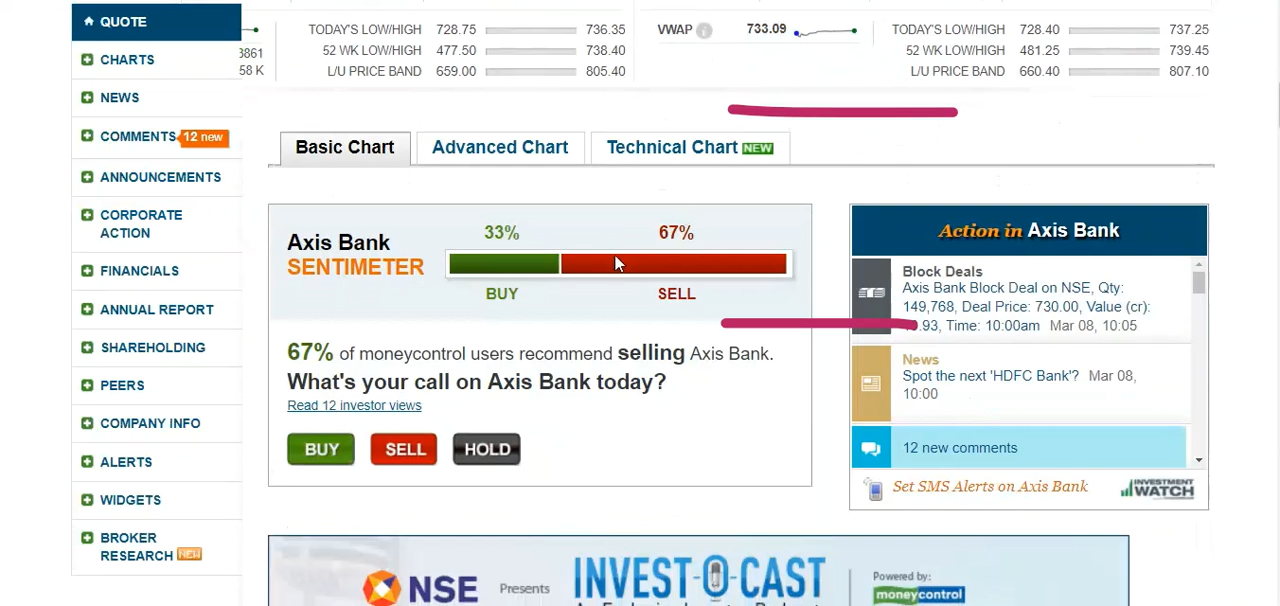 QUOTE
CHARTS
NEWS
COMMENTS 12 new
ANNOUNCEMENTS
CORPORATE
ACTION
FINANCIALS
ANNUAL REPORT
SHAREHOLDING
PEERS
COMPANY INFO
ALERTS
WIDGETS
BROKER
RESEARCH NEW
3861
58 K
TODAY'S LOW/HIGH 728.75 736.35
52 WK LOW/HIGH 477.50 738.40
L/U PRICE BAND 659.00 805.40
VWAP i 733.09
TODAY'S LOW/HIGH 728.40 737.25
52 WK LOW/HIGH 481.25 739.45
L/U PRICE BAND 660.40 807.10
Basic Chart Advanced Chart Technical Chart NEW
Axis Bank
SENTIMETER
33% 67%
BUY SELL
67% of moneycontrol users recommend selling Axis Bank.
What's your call on Axis Bank today?
Read 12 investor views
BUY SELL HOLD
Action in Axis Bank
Block Deals
Axis Bank Block Deal on NSE, Qty:
149,768, Deal Price: 730.00, Value (cr):
.93, Time: 10:00am Mar 08, 10:05
News
Spot the next 'HDFC Bank'? Mar 08,
10:00
12 new comments
Set SMS Alerts on Axis Bank INVESTMENT
WATCH
NSE Presents INVEST-O-CAST
Powered by:
moneycontrol